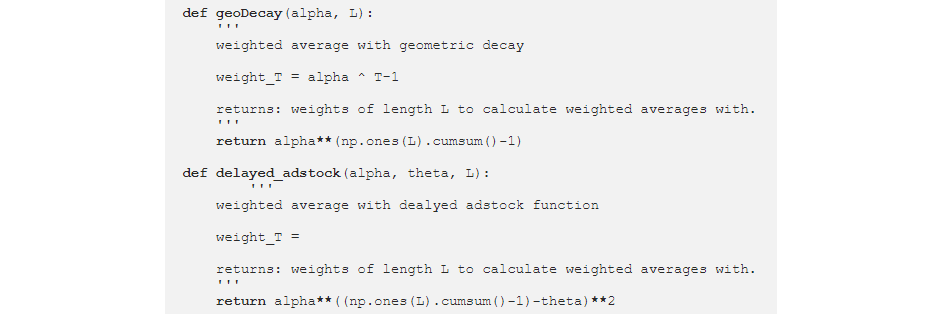 def geoDecay(alpha, L):
'''
weighted average with geometric decay
weight_T = alpha ^ T-1
returns: weights of length L to calculate weighted averages with.
'''
return alpha**(np.ones(L).cumsum()-1)
def delayed_adstock(alpha, theta, L):
'''
weighted average with dealyed adstock function
weight_T =
returns: weights of length L to calculate weighted averages with.
'''
return alpha**((np.ones(L).cumsum()-1)-theta)**2